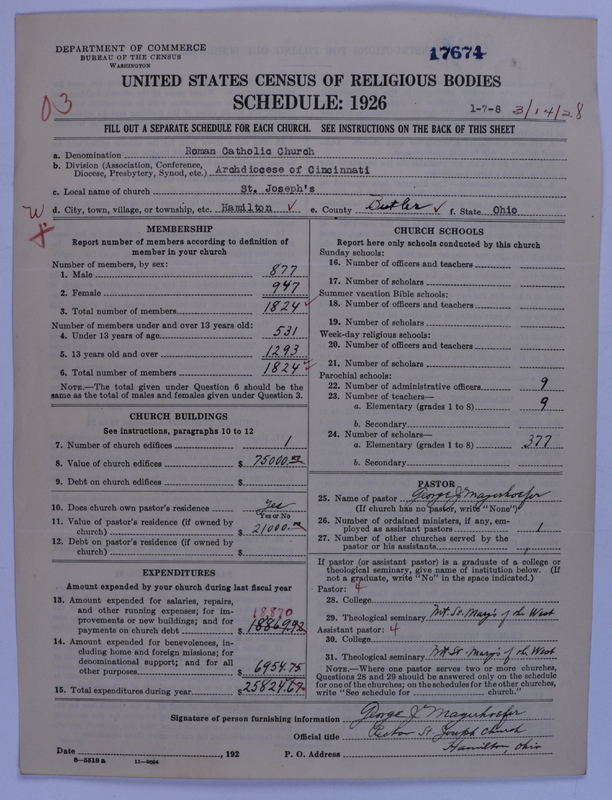 DEPARTMENT OF COMMERCE
BUREAU OF THE CENSUS
WASHINGTON
17674
UNITED STATES CENSUS OF RELIGIOUS BODIES
SCHEDULE: 1926
D3
1-7-8 3/14/28
FILL OUT A SEPARATE SCHEDULE FOR EACH CHURCH. SEE INSTRUCTIONS ON THE BACK OF THIS SHEET
a. Denomination Roman Catholic Church
b. Division (Association, Conference, Diocese, Presbytery, Synod, etc.) Archdiocese of Cincinnati
c. Local name of church St. Joseph's
d. City, town, village, or township, etc. Hamilton ✓ e. County Butler ✓ f. State Ohio
W
X
MEMBERSHIP
Report number of members according to definition of
member in your church
Number of members, by sex:
1. Male 877
2. Female 947
3. Total number of members 1824 ✓
Number of members under and over 13 years old:
4. Under 13 years of age 531
5. 13 years old and over 1293
6. Total number of members 1824 ✓
NOTE.—The total given under Question 6 should be the
same as the total of males and females given under Question 3.
CHURCH BUILDINGS
See instructions, paragraphs 10 to 12
7. Number of church edifices 1
8. Value of church edifices $ 75000.00
9. Debt on church edifices $
10. Does church own pastor's residence Yes
Yes or No
11. Value of pastor's residence (if owned by
church) $ 21000.00
12. Debt on pastor's residence (if owned by
church) $
EXPENDITURES
Amount expended by your church during last fiscal year
13. Amount expended for salaries, repairs,
and other running expenses; for im-
provements or new buildings; and for
payments on church debt $ 18869.92
18,870
14. Amount expended for benevolences, in-
cluding home and foreign missions; for
denominational support; and for all
other purposes $ 6954.75
15. Total expenditures during year $ 25824.67
CHURCH SCHOOLS
Report here only schools conducted by this church
Sunday schools:
16. Number of officers and teachers
17. Number of scholars
Summer vacation Bible schools:
18. Number of officers and teachers
19. Number of scholars
Week-day religious schools:
20. Number of officers and teachers
21. Number of scholars
Parochial schools:
22. Number of administrative officers 9
23. Number of teachers—
a. Elementary (grades 1 to 8) 9
b. Secondary
24. Number of scholars—
a. Elementary (grades 1 to 8) 377
b. Secondary
PASTOR
25. Name of pastor George J Mayerhoefer
(If church has no pastor, write "None")
26. Number of ordained ministers, if any, em-
ployed as assistant pastors 1
27. Number of other churches served by the
pastor or his assistants
If pastor (or assistant pastor) is a graduate of a college or
theological seminary, give name of institution below. (If
not a graduate, write "No" in the space indicated.)
Pastor: 4
28. College
29. Theological seminary Mt St. Mary's of the West
Assistant pastor: 4
30. College
31. Theological seminary Mt St. Mary's of the West
NOTE.—Where one pastor serves two or more churches,
Questions 28 and 29 should be answered only on the schedule
for one of the churches; on the schedules for the other churches,
write "See schedule for church."
Signature of person furnishing information George J Mayerhoefer
Official title Rector St. Joseph Church
Date , 192 P. O. Address Hamilton, Ohio
8—5519 a 11—9064